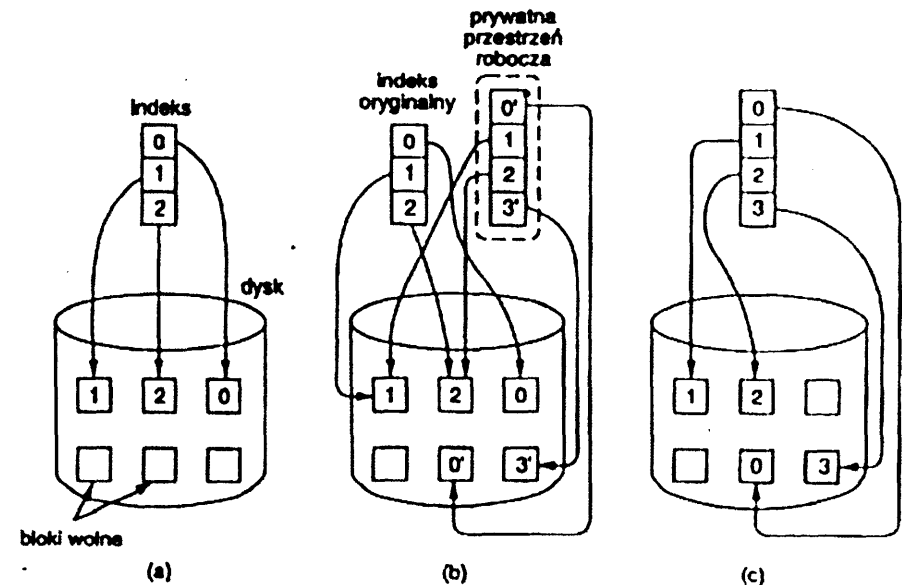 indeks
0
1
2
dysk
1 2 0
bloki wolne
(a)
prywatna
przestrzeń
robocza
indeks
oryginalny
0
1
2
0'
1
2
3'
1 2 0
0' 3'
(b)
0
1
2
3
1 2
0 3
(c)